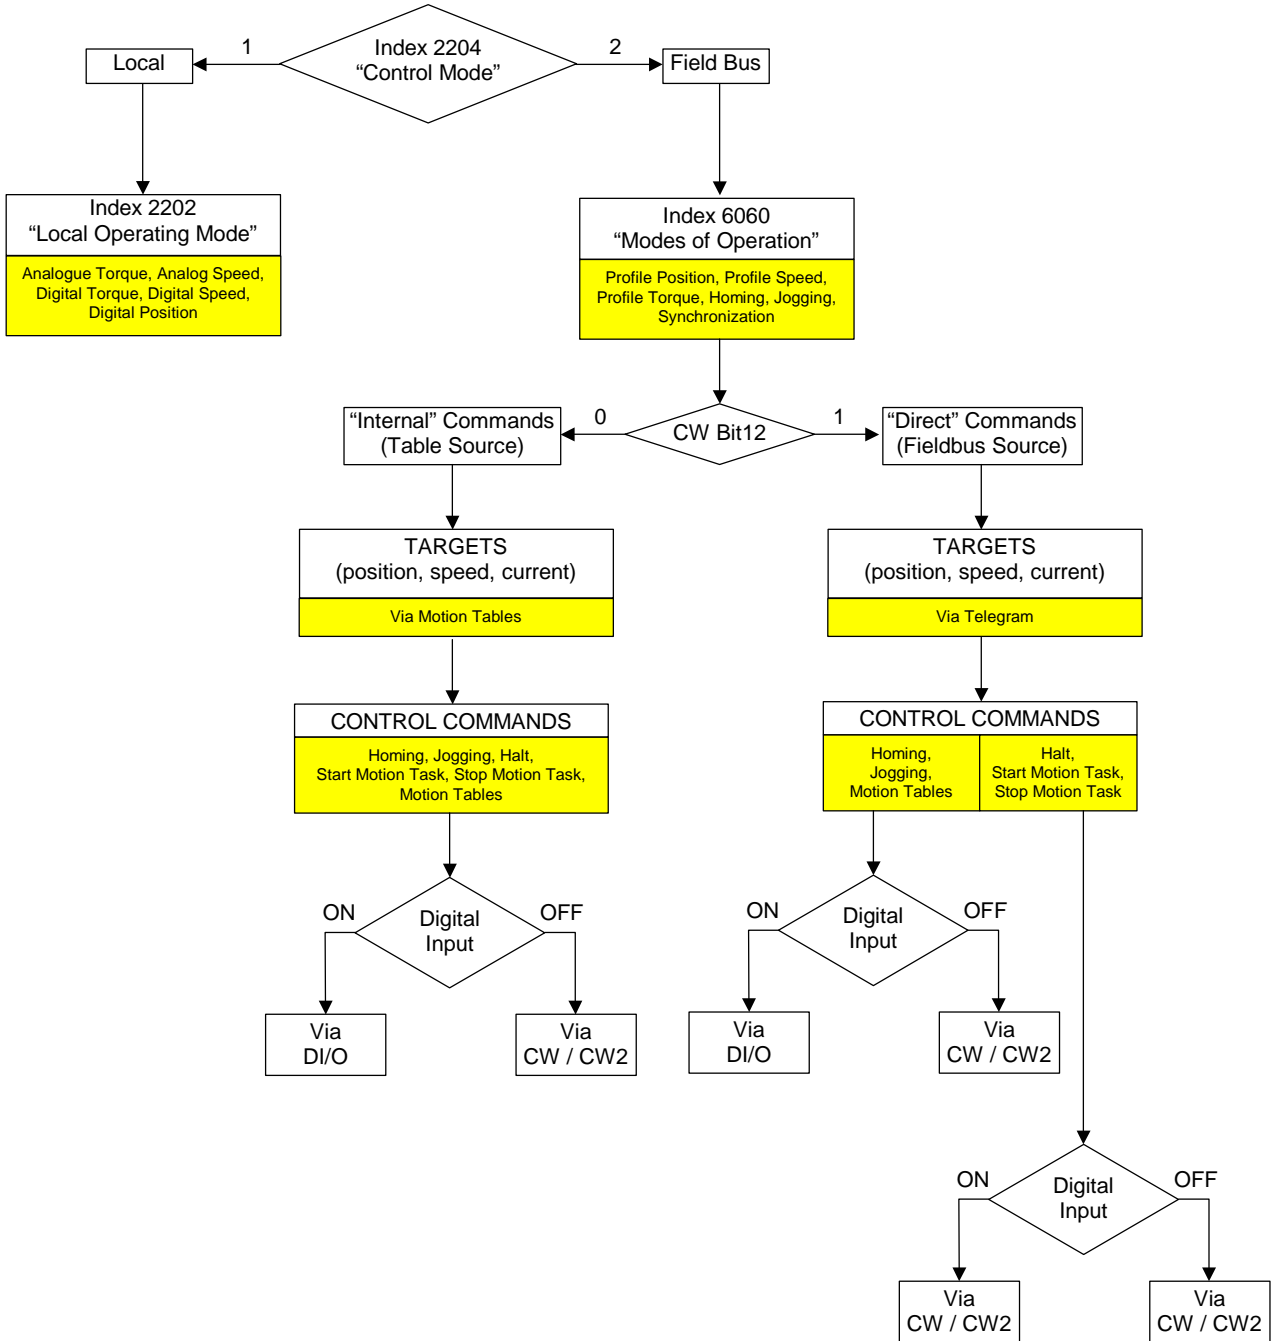 Index 2204
“Control Mode”
1
2
Local
Field Bus
Index 2202
“Local Operating Mode”
Analogue Torque, Analog Speed,
Digital Torque, Digital Speed,
Digital Position
Index 6060
“Modes of Operation”
Profile Position, Profile Speed,
Profile Torque, Homing, Jogging,
Synchronization
CW Bit12
0
1
“Internal” Commands
(Table Source)
“Direct” Commands
(Fieldbus Source)
TARGETS
(position, speed, current)
Via Motion Tables
TARGETS
(position, speed, current)
Via Telegram
CONTROL COMMANDS
Homing, Jogging, Halt,
Start Motion Task, Stop Motion Task,
Motion Tables
CONTROL COMMANDS
Homing,
Jogging,
Motion Tables
Halt,
Start Motion Task,
Stop Motion Task
ON
Digital
Input
OFF
Via
DI/O
Via
CW / CW2
ON
Digital
Input
OFF
Via
DI/O
Via
CW / CW2
ON
Digital
Input
OFF
Via
CW / CW2
Via
CW / CW2